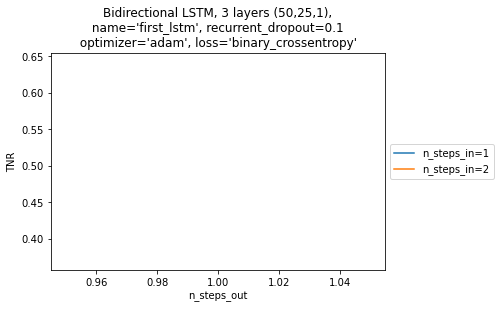 Bidirectional LSTM, 3 layers (50,25,1),
name='first_lstm', recurrent_dropout=0.1
optimizer='adam', loss='binary_crossentropy'
0.65
0.60
0.55
0.50
0.45
0.40
TNR
n_steps_in=1
n_steps_in=2
0.96 0.98 1.00 1.02 1.04
n_steps_out